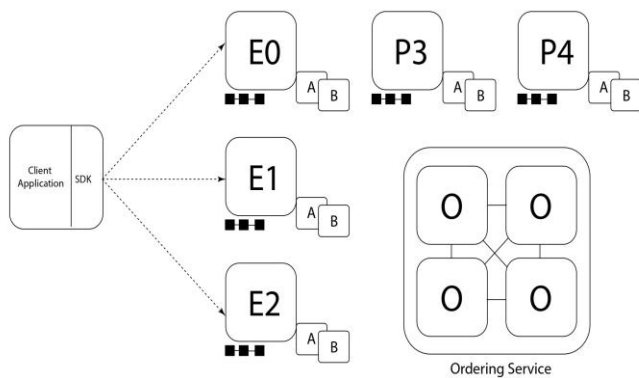 E0
A
B
P3
A
B
P4
A
B
Client
Application
SDK
E1
A
B
O
O
E2
A
B
O
O
Ordering Service